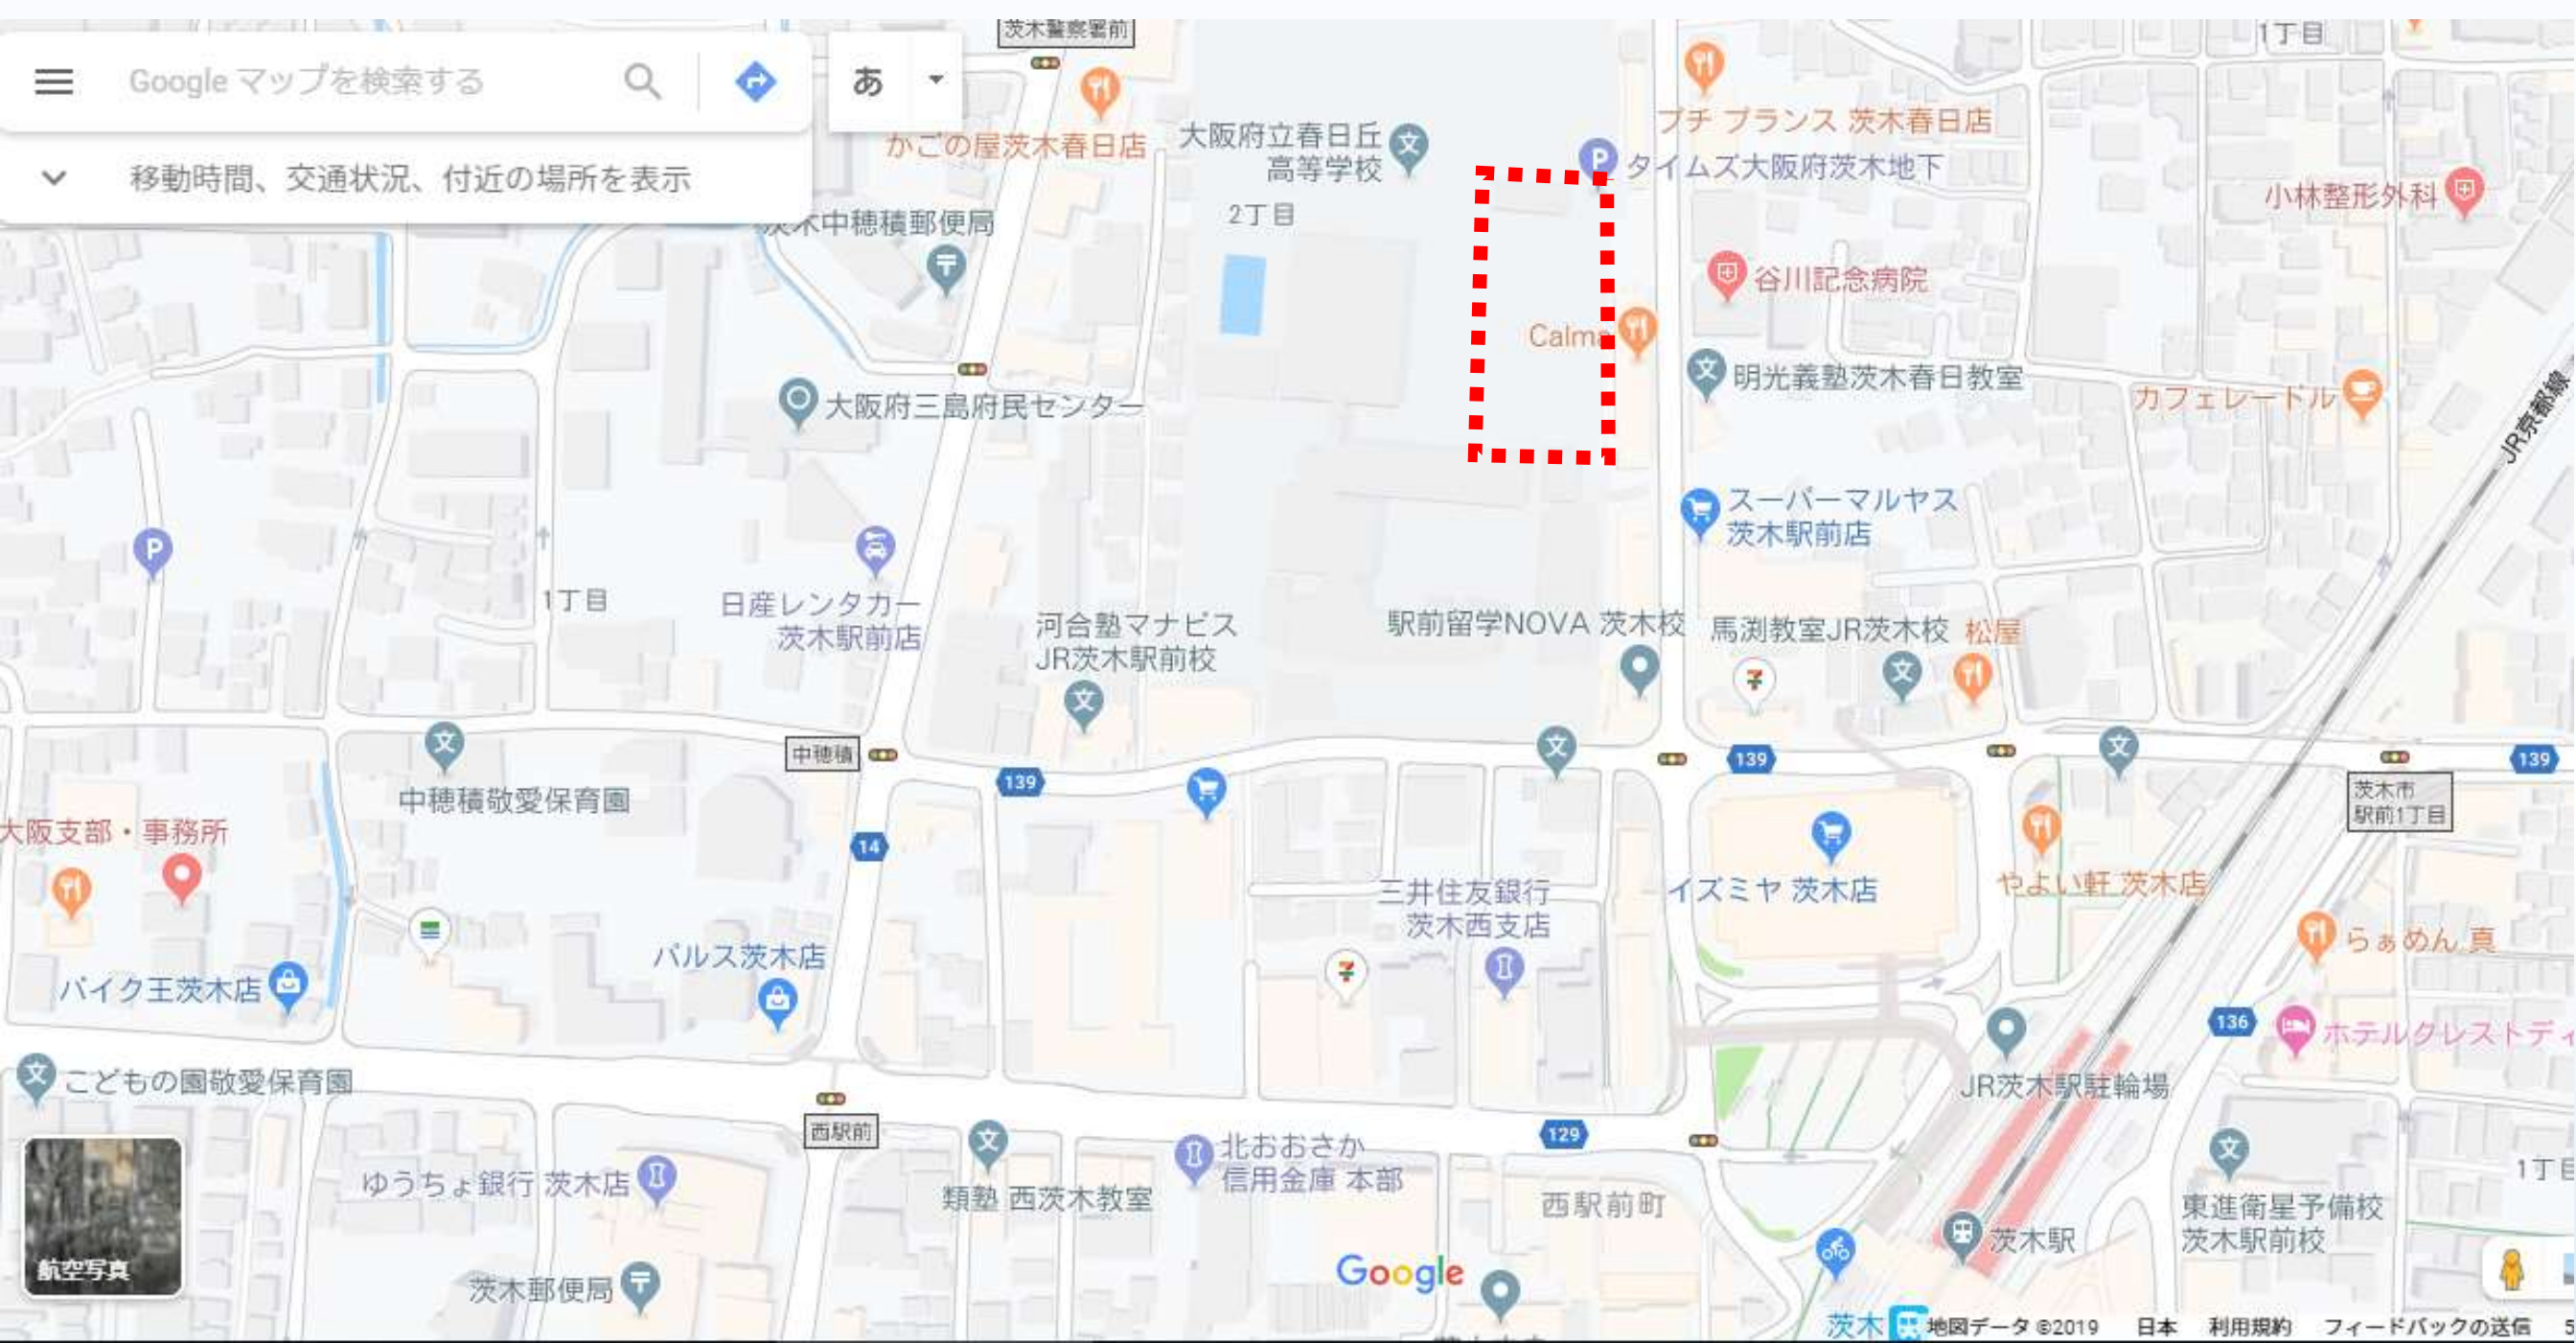 茨木警察署前
1丁目
Google マップを検索する
あ
かごの屋茨木春日店
大阪府立春日丘
高等学校
プチ プランス 茨木春日店
P
タイムズ大阪府茨木地下
移動時間、交通状況、付近の場所を表示
小林整形外科
茨木中穂積郵便局
2丁目
谷川記念病院
Calma
明光義塾茨木春日教室
カフェレードル
JR京都線
大阪府三島府民センター
スーパーマルヤス
茨木駅前店
P
1丁目
日産レンタカー
茨木駅前店
河合塾マナビス
JR茨木駅前校
駅前留学NOVA 茨木校
馬渕教室JR茨木校
松屋
中穂積
139
139
139
中穂積敬愛保育園
茨木市
駅前1丁目
大阪支部・事務所
14
三井住友銀行
茨木西支店
イズミヤ 茨木店
やよい軒 茨木店
らぁめん 真
パルス茨木店
バイク王茨木店
136
ホテルクレストディ
こどもの園敬愛保育園
JR茨木駅駐輪場
西駅前
129
北おおさか
信用金庫 本部
ゆうちょ銀行 茨木店
類塾 西茨木教室
西駅前町
1丁目
東進衛星予備校
茨木駅前校
茨木駅
航空写真
茨木郵便局
Google
茨木
地図データ ©2019
日本
利用規約
フィードバックの送信